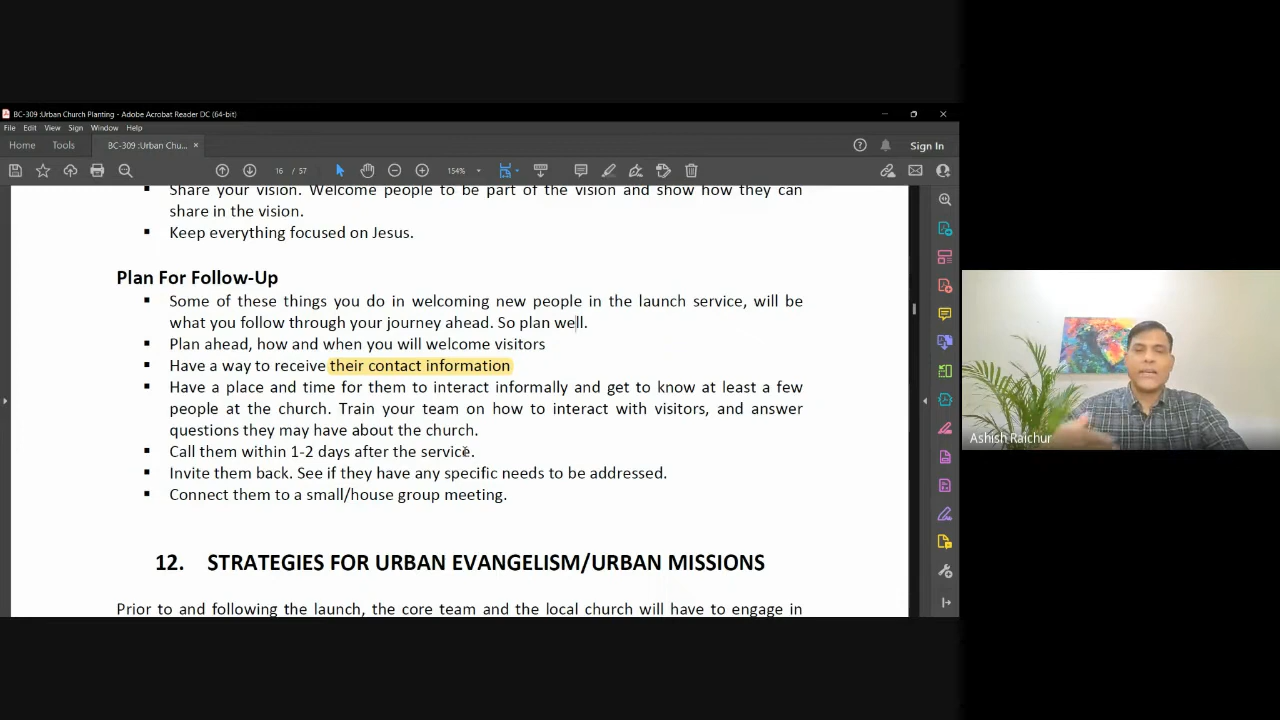 BC-309 :Urban Church Planting - Adobe Acrobat Reader DC (64-bit)
File Edit View Sign Window Help
Home Tools BC-309 :Urban Chu... × Sign In
16 / 57 154%
▪ Share your vision. Welcome people to be part of the vision and show how they can
share in the vision.
▪ Keep everything focused on Jesus.
Plan For Follow-Up
▪ Some of these things you do in welcoming new people in the launch service, will be
what you follow through your journey ahead. So plan well.
▪ Plan ahead, how and when you will welcome visitors
▪ Have a way to receive their contact information
▪ Have a place and time for them to interact informally and get to know at least a few
people at the church. Train your team on how to interact with visitors, and answer
questions they may have about the church.
▪ Call them within 1-2 days after the service.
▪ Invite them back. See if they have any specific needs to be addressed.
▪ Connect them to a small/house group meeting.
12. STRATEGIES FOR URBAN EVANGELISM/URBAN MISSIONS
Prior to and following the launch, the core team and the local church will have to engage in
Ashish Raichur